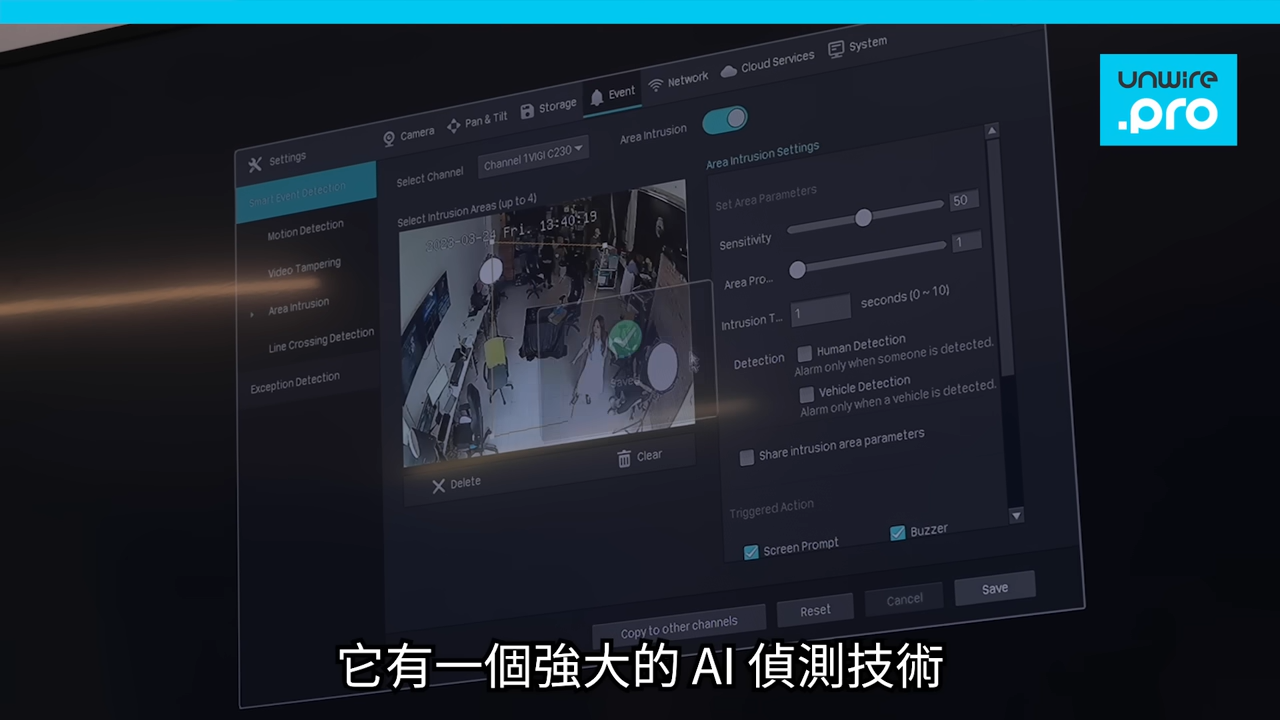 unwire
.pro
Settings
Camera
Pan & Tilt
Storage
Event
Network
Cloud Services
System
Smart Event Detection
Motion Detection
Video Tampering
Area Intrusion
Line Crossing Detection
Exception Detection
Select Channel
Channel 1VIGI C230
Area Intrusion
Select Intrusion Areas (up to 4)
2023-03-24 Fri. 13:40:19
Saved
Delete
Clear
Area Intrusion Settings
Set Area Parameters
Sensitivity
50
Area Pro...
1
Intrusion T...
1
seconds (0 ~ 10)
Detection
Human Detection
Alarm only when someone is detected.
Vehicle Detection
Alarm only when a vehicle is detected.
Share intrusion area parameters
Triggered Action
Screen Prompt
Buzzer
Copy to other channels
Reset
Cancel
Save
它有一個強大的 AI 偵測技術